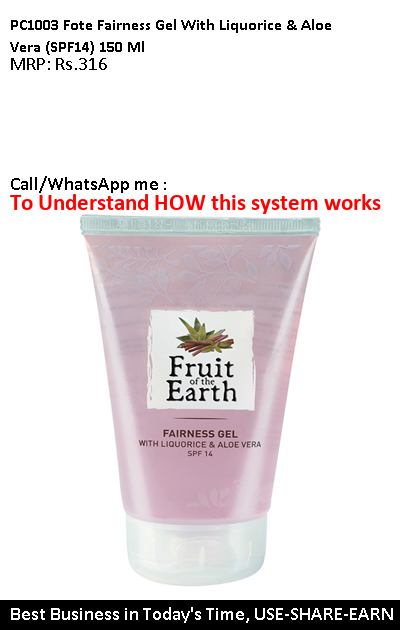 PC1003 Fote Fairness Gel With Liquorice & Aloe
Vera (SPF14) 150 Ml
MRP: Rs.316
Call/WhatsApp me :
To Understand HOW this system works
Fruit
of the
Earth
FAIRNESS GEL
WITH LIQUORICE & ALOE VERA
SPF 14
Best Business in Today's Time, USE-SHARE-EARN